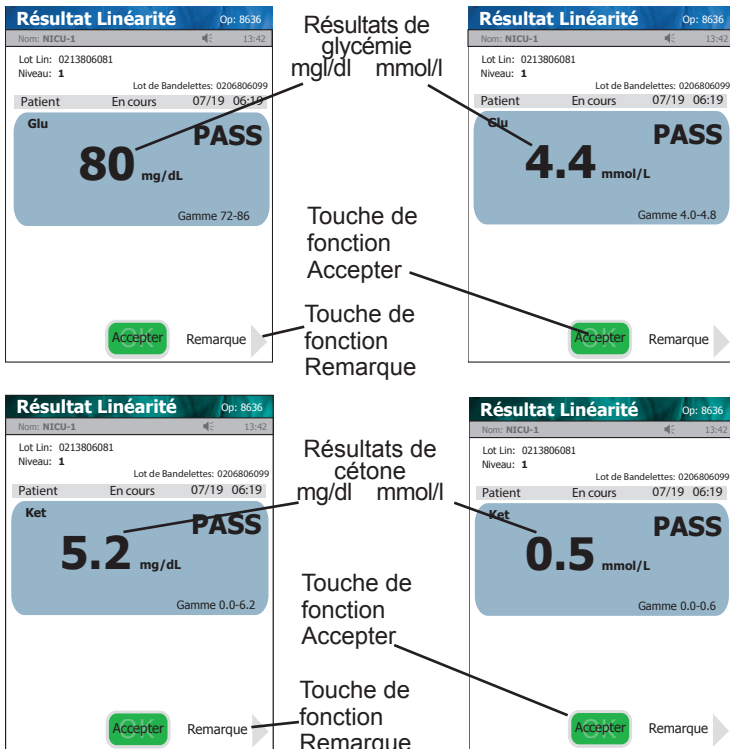 Résultat Linéarité Op: 8636
Nom: NICU-1 13:42
Lot Lin: 0213806081
Niveau: 1
Lot de Bandelettes: 0206806099
Patient En cours 07/19 06:19
Glu
PASS
80 mg/dL
Gamme 72-86
OK
Accepter
Remarque
Résultats de
glycémie
mgl/dl mmol/l
Touche de
fonction
Accepter
Touche de
fonction
Remarque
Résultat Linéarité Op: 8636
Nom: NICU-1 13:42
Lot Lin: 0213806081
Niveau: 1
Lot de Bandelettes: 0206806099
Patient En cours 07/19 06:19
Glu
PASS
4.4 mmol/L
Gamme 4.0-4.8
OK
Accepter
Remarque
Résultat Linéarité Op: 8636
Nom: NICU-1 13:42
Lot Lin: 0213806081
Niveau: 1
Lot de Bandelettes: 0206806099
Patient En cours 07/19 06:19
Ket
PASS
5.2 mg/dL
Gamme 0.0-6.2
OK
Accepter
Remarque
Résultats de
cétone
mg/dl mmol/l
Touche de
fonction
Accepter
Touche de
fonction
Remarque
Résultat Linéarité Op: 8636
Nom: NICU-1 13:42
Lot Lin: 0213806081
Niveau: 1
Lot de Bandelettes: 0206806099
Patient En cours 07/19 06:19
Ket
PASS
0.5 mmol/L
Gamme 0.0-0.6
OK
Accepter
Remarque